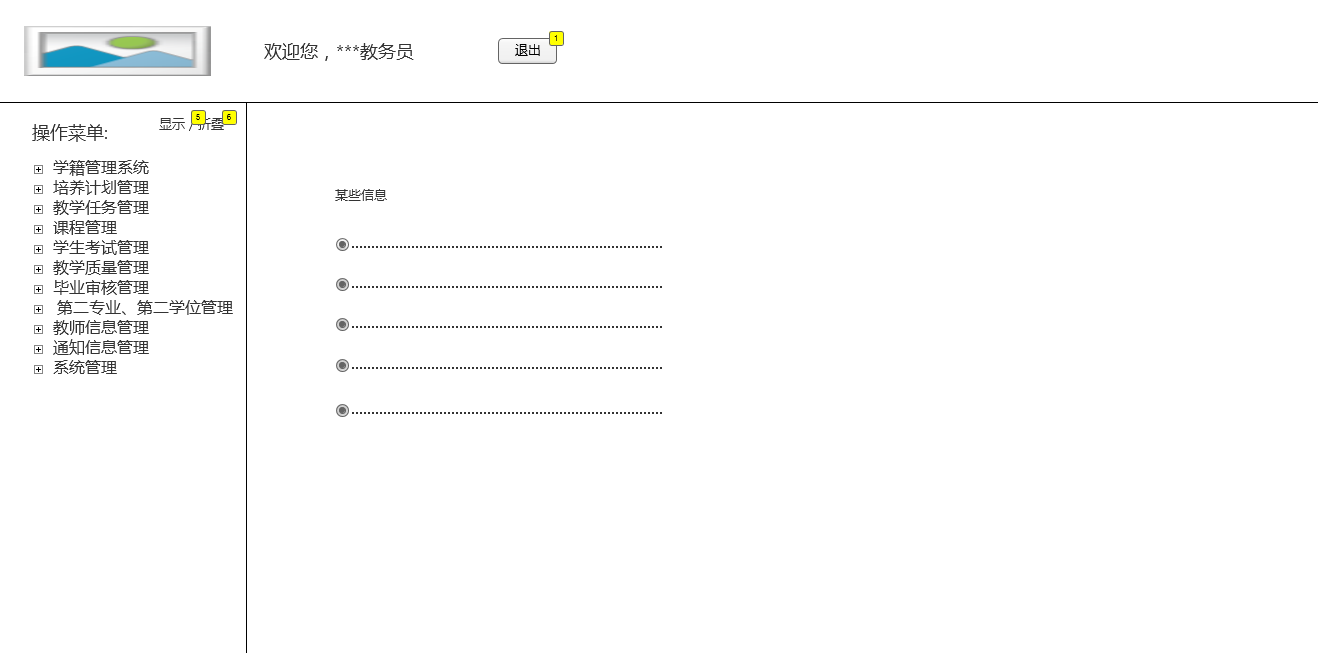 欢迎您，***教务员
退出
1
操作菜单:
显示 /折叠
5
6
学籍管理系统
培养计划管理
教学任务管理
课程管理
学生考试管理
教学质量管理
毕业审核管理
第二专业、第二学位管理
教师信息管理
通知信息管理
系统管理
某些信息